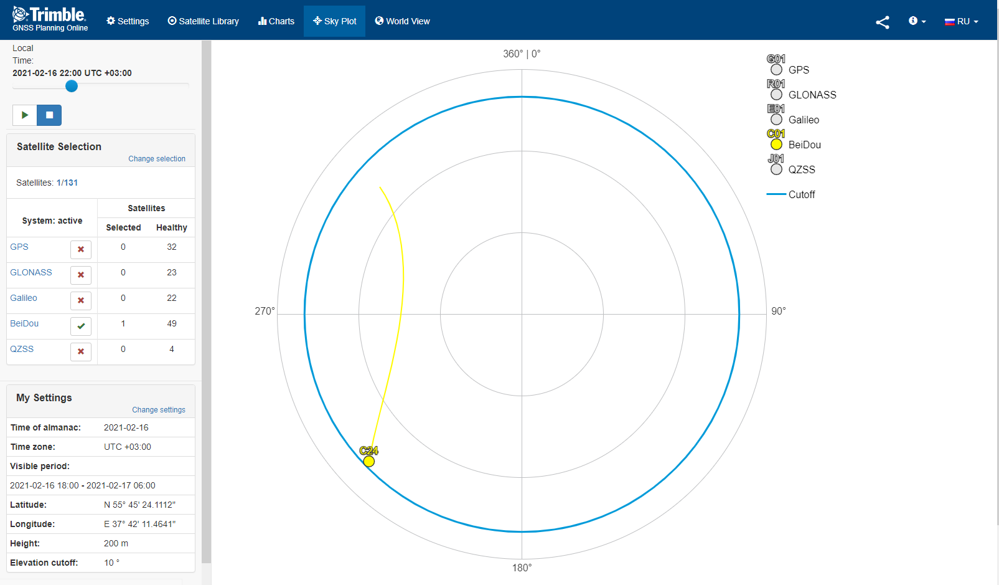 Trimble.
GNSS Planning Online
Settings
Satellite Library
Charts
Sky Plot
World View
RU
Local
Time:
2021-02-16 22:00 UTC +03:00
Satellite Selection
Change selection
Satellites: 1/131
System: active
Satellites
Selected Healthy
GPS 0 32
GLONASS 0 23
Galileo 0 22
BeiDou 1 49
QZSS 0 4
My Settings
Change settings
Time of almanac: 2021-02-16
Time zone: UTC +03:00
Visible period:
2021-02-16 18:00 - 2021-02-17 06:00
Latitude: N 55° 45' 24.1112"
Longitude: E 37° 42' 11.4641"
Height: 200 m
Elevation cutoff: 10 °
360° | 0°
270°
90°
180°
C24
G01
GPS
R01
GLONASS
E01
Galileo
C01
BeiDou
J01
QZSS
Cutoff